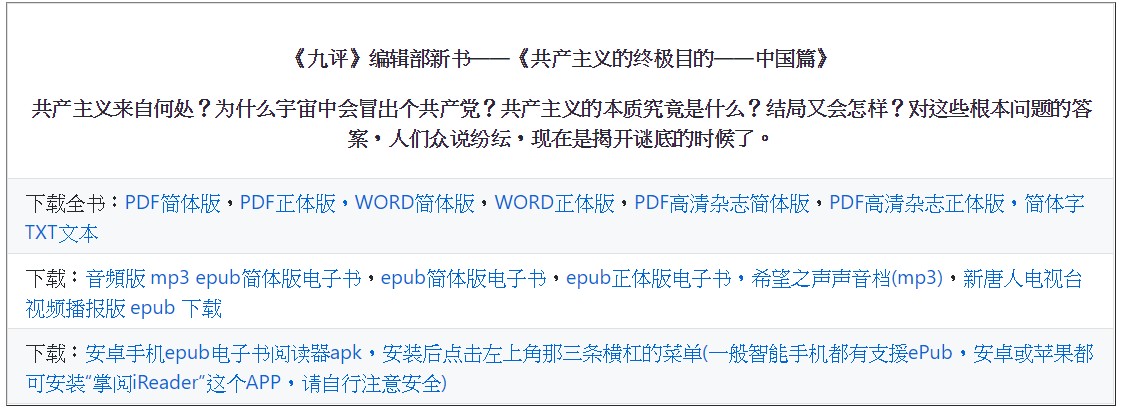 《九评》编辑部新书——《共产主义的终极目的——中国篇》
共产主义来自何处？为什么宇宙中会冒出个共产党？共产主义的本质究竟是什么？结局又会怎样？对这些根本问题的答
案，人们众说纷纭，现在是揭开谜底的时候了。
下载全书：PDF简体版，PDF正体版，WORD简体版，WORD正体版，PDF高清杂志简体版，PDF高清杂志正体版，简体字
TXT文本
下载：音頻版 mp3 epub简体版电子书，epub简体版电子书，epub正体版电子书，希望之声声音档(mp3)，新唐人电视台
视频播报版 epub 下载
下载：安卓手机epub电子书阅读器apk，安装后点击左上角那三条横杠的菜单(一般智能手机都有支援ePub，安卓或苹果都
可安装“掌阅iReader“这个APP，请自行注意安全)